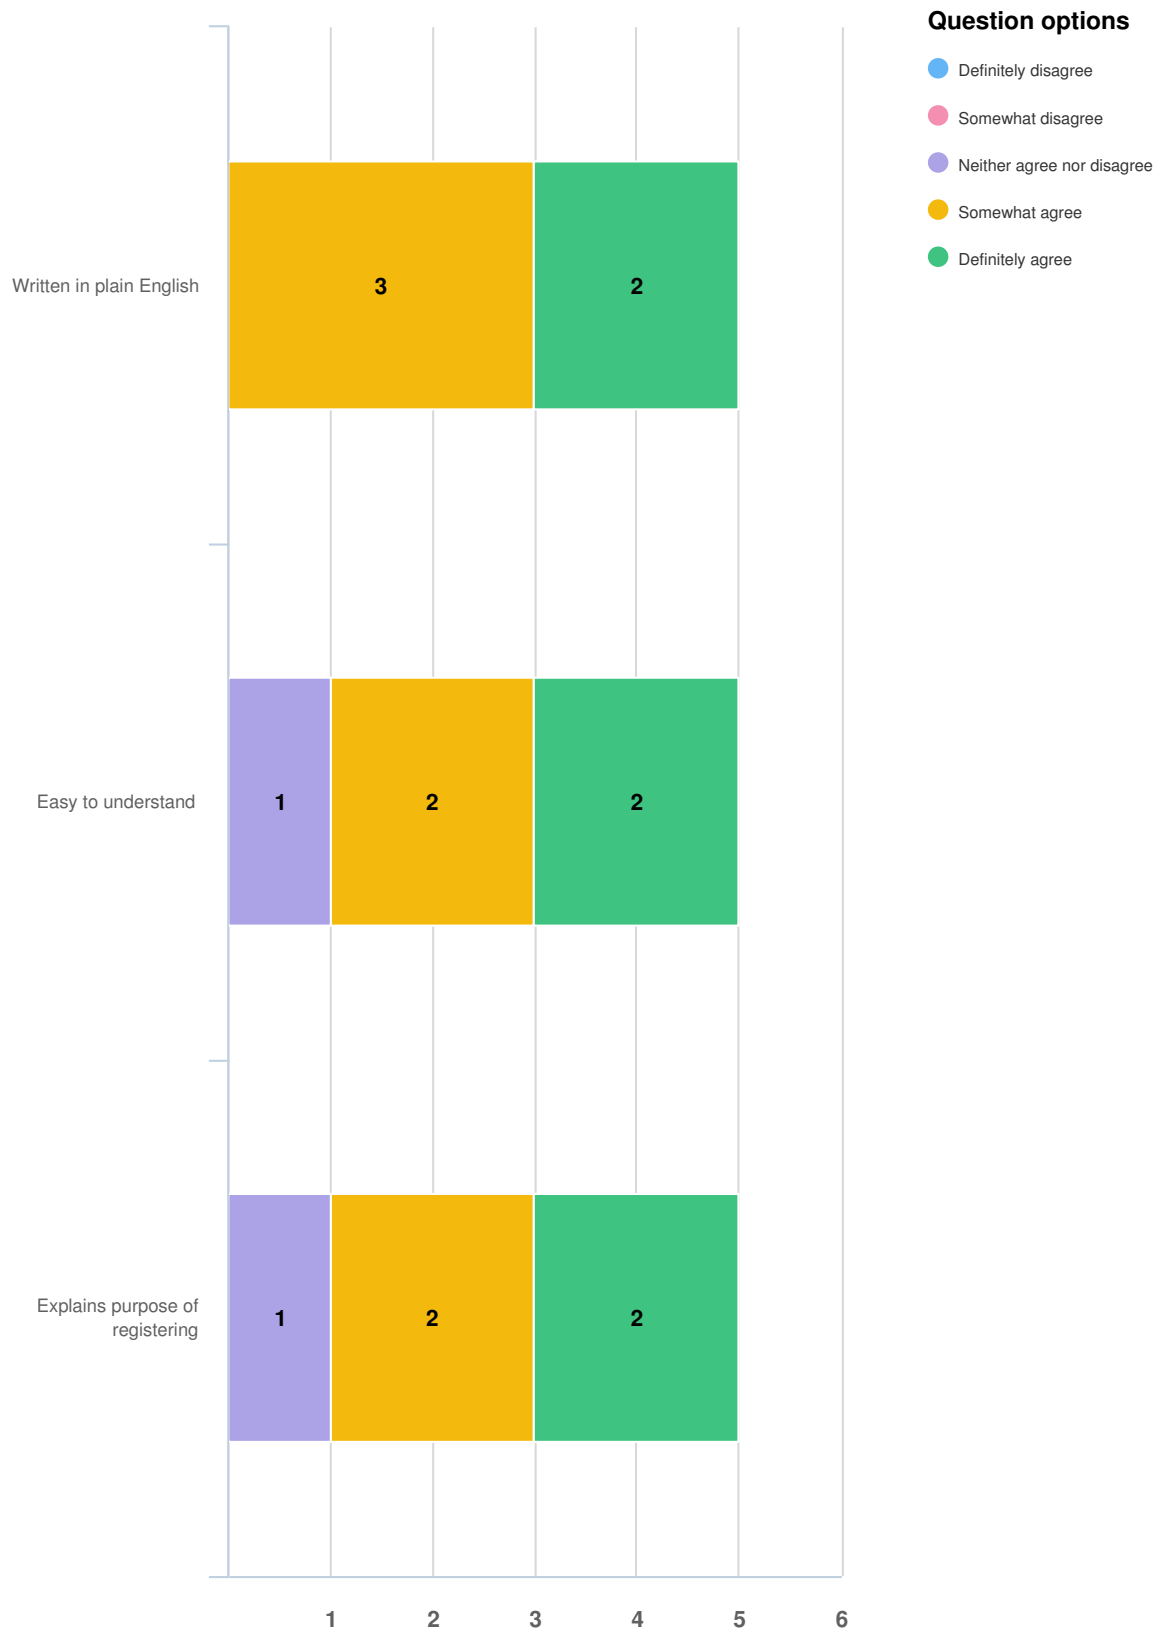 Question options
Definitely disagree
Somewhat disagree
Neither agree nor disagree
Somewhat agree
Definitely agree
Written in plain English
3 2
Easy to understand
1 2 2
Explains purpose of
registering
1 2 2
1 2 3 4 5 6